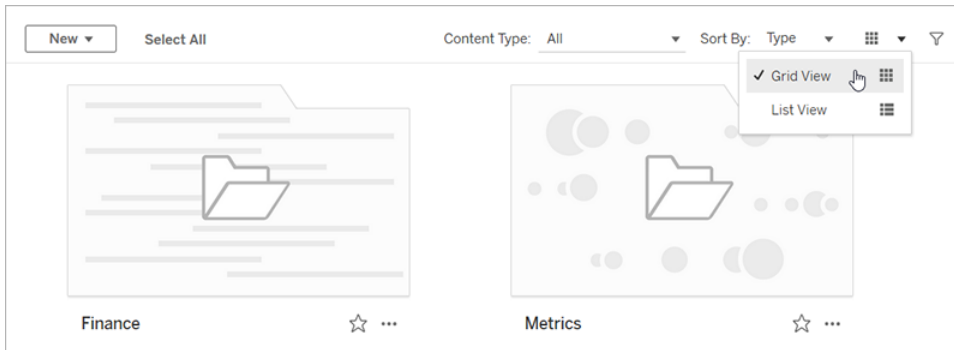 New Select All Content Type: All Sort By: Type
Grid View
List View
Finance Metrics